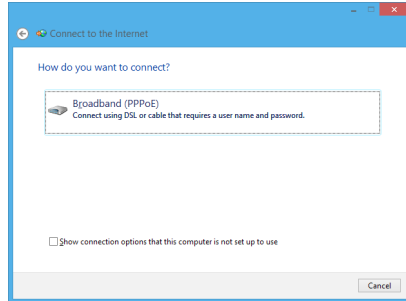 Connect to the Internet
How do you want to connect?
Broadband (PPPoE)
Connect using DSL or cable that requires a user name and password.
Show connection options that this computer is not set up to use
Cancel